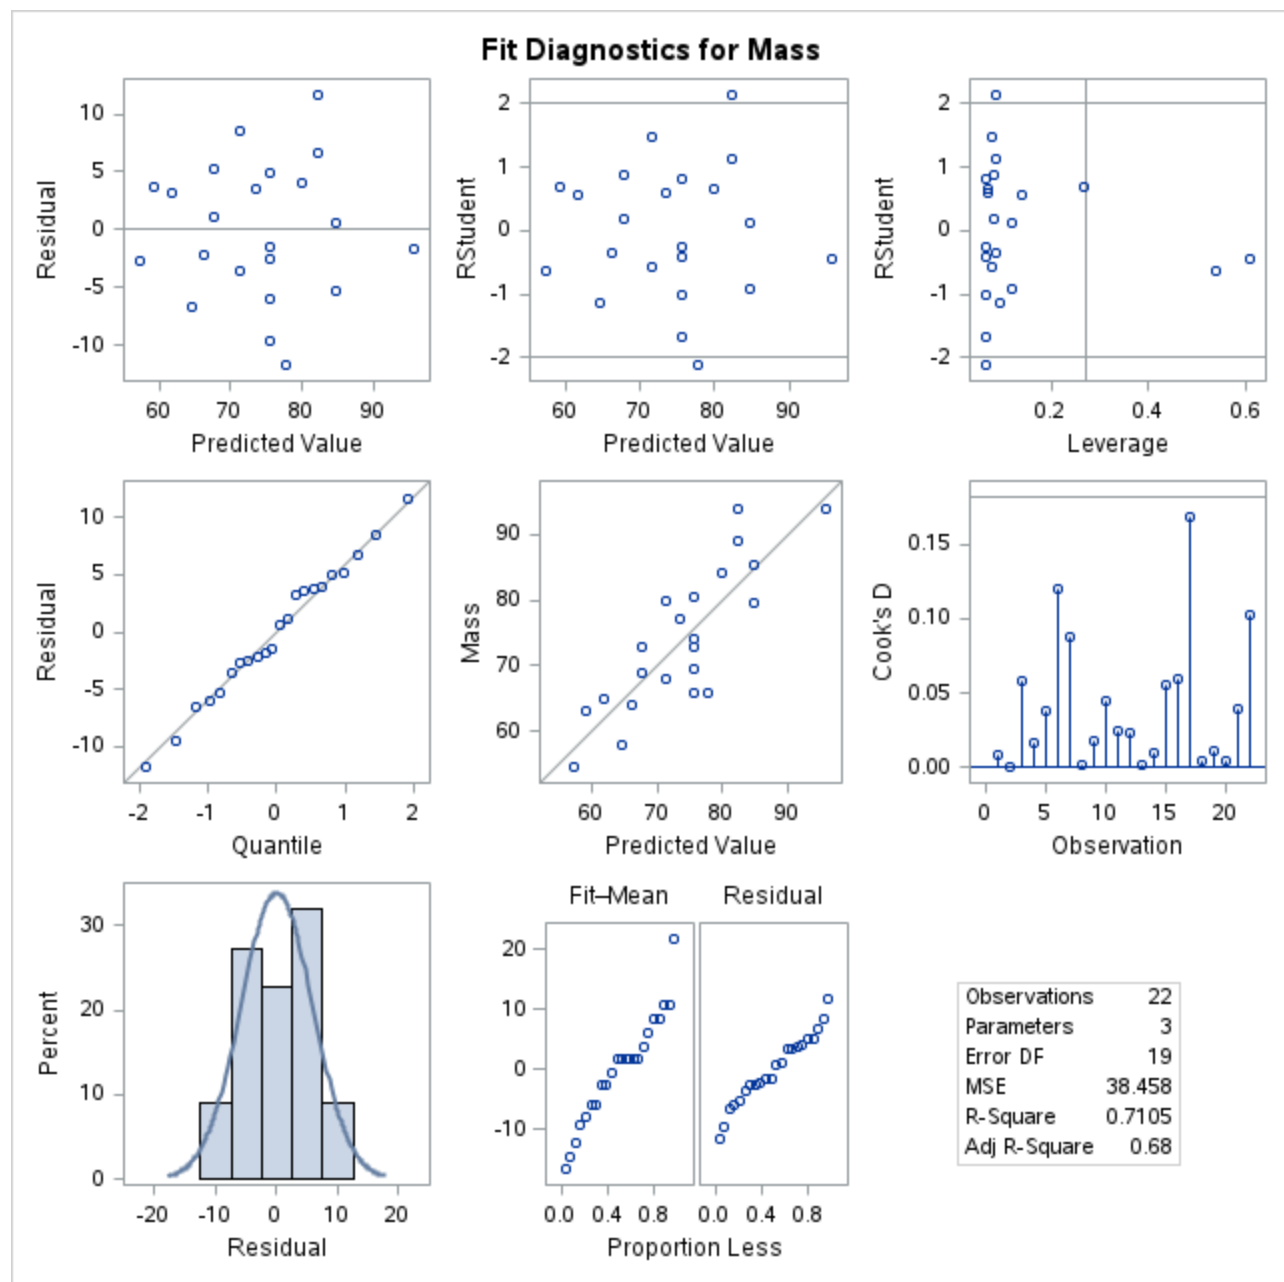 Fit Diagnostics for Mass
10
5
0
-5
-10
Residual
60 70 80 90
Predicted Value
2
1
0
-1
-2
RStudent
60 70 80 90
Predicted Value
2
1
0
-1
-2
RStudent
0.2 0.4 0.6
Leverage
10
5
0
-5
-10
Residual
-2 -1 0 1 2
Quantile
90
80
70
60
Mass
60 70 80 90
Predicted Value
0.15
0.10
0.05
0.00
Cook's D
0 5 10 15 20
Observation
30
20
10
0
Percent
-20 -10 0 10 20
Residual
Fit–Mean Residual
20
10
0
-10
0.0 0.4 0.8 0.0 0.4 0.8
Proportion Less
Observations 22
Parameters 3
Error DF 19
MSE 38.458
R-Square 0.7105
Adj R-Square 0.68